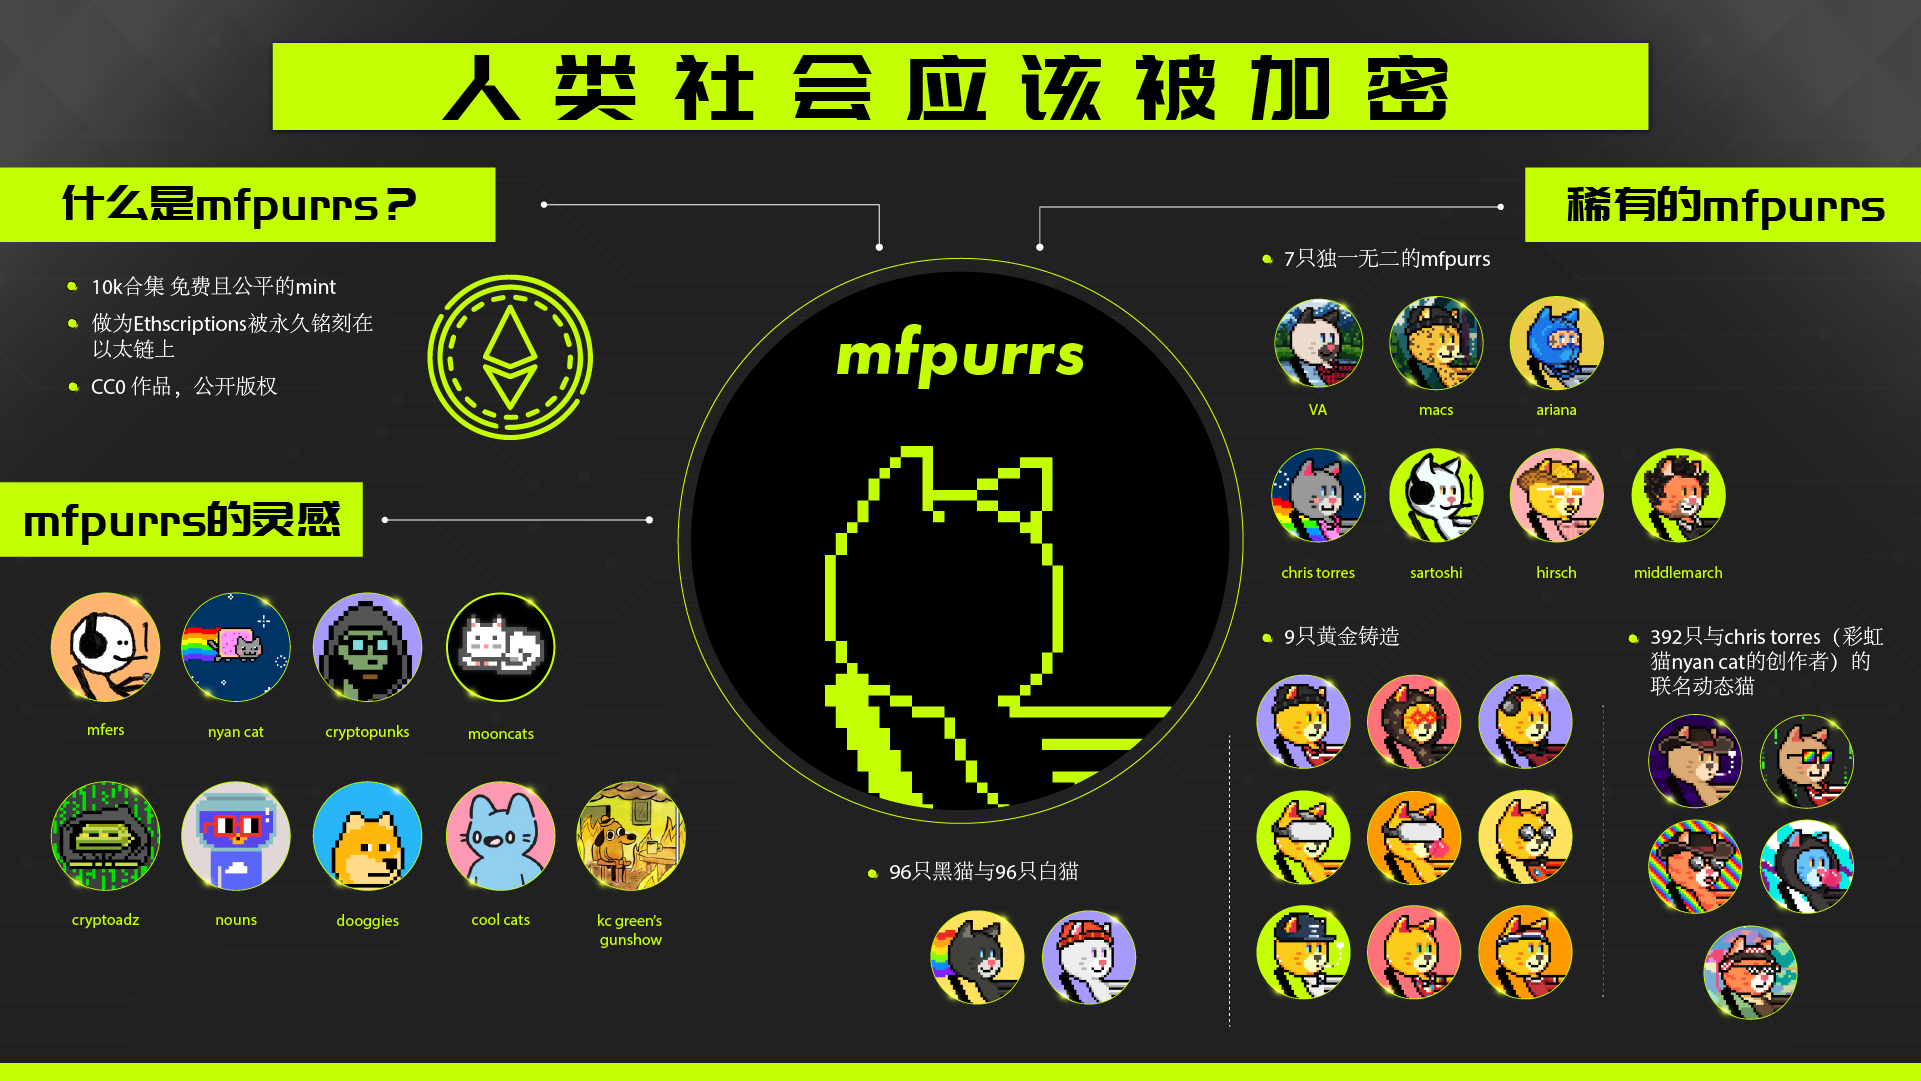 人类社会应该被加密
什么是mfpurrs？
10k合集 免费且公平的mint
做为Ethscriptions被永久铭刻在
以太链上
CC0 作品，公开版权
mfpurrs的灵感
mfers
nyan cat
cryptopunks
mooncats
cryptoadz
nouns
dooggies
cool cats
kc green's
gunshow
mfpurrs
96只黑猫与96只白猫
稀有的mfpurrs
7只独一无二的mfpurrs
VA
macs
ariana
chris torres
sartoshi
hirsch
middlemarch
9只黄金铸造
392只与chris torres（彩虹
猫nyan cat的创作者）的
联名动态猫